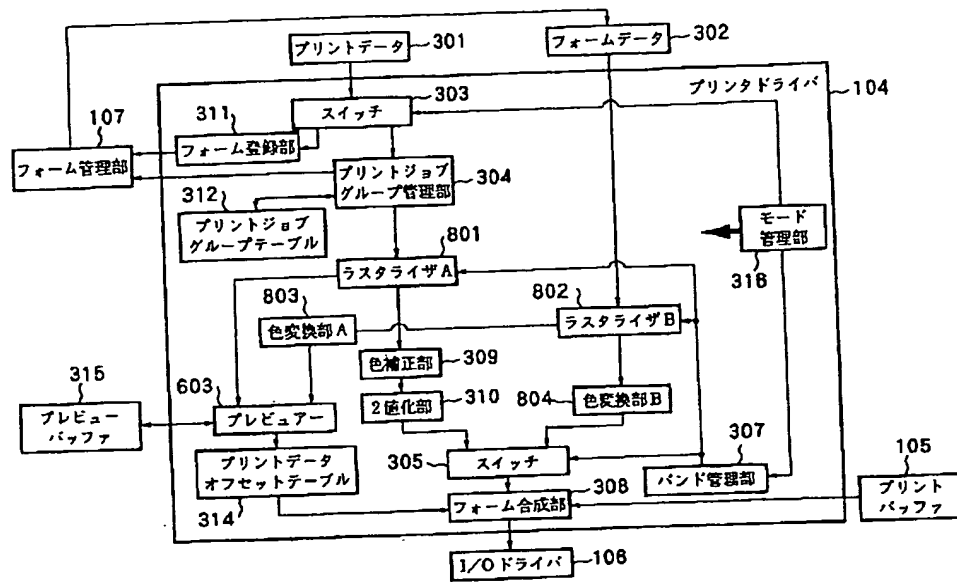 プリントデータ 301
フォームデータ 302
プリンタドライバ 104
スイッチ 303
107
311
フォーム登録部
フォーム管理部
プリントジョブ
グループ管理部 304
312
プリントジョブ
グループテーブル
モード
管理部
316
801
ラスタライザA
803
色変換部A
802
ラスタライザB
色補正部 309
315
プレビュー
バッファ
603
プレビュアー
2値化部 310
804 色変換部B
プリントデータ
オフセットテーブル
314
305 スイッチ
307
バンド管理部
105
プリント
バッファ
フォーム合成部 308
I/Oドライバ 106